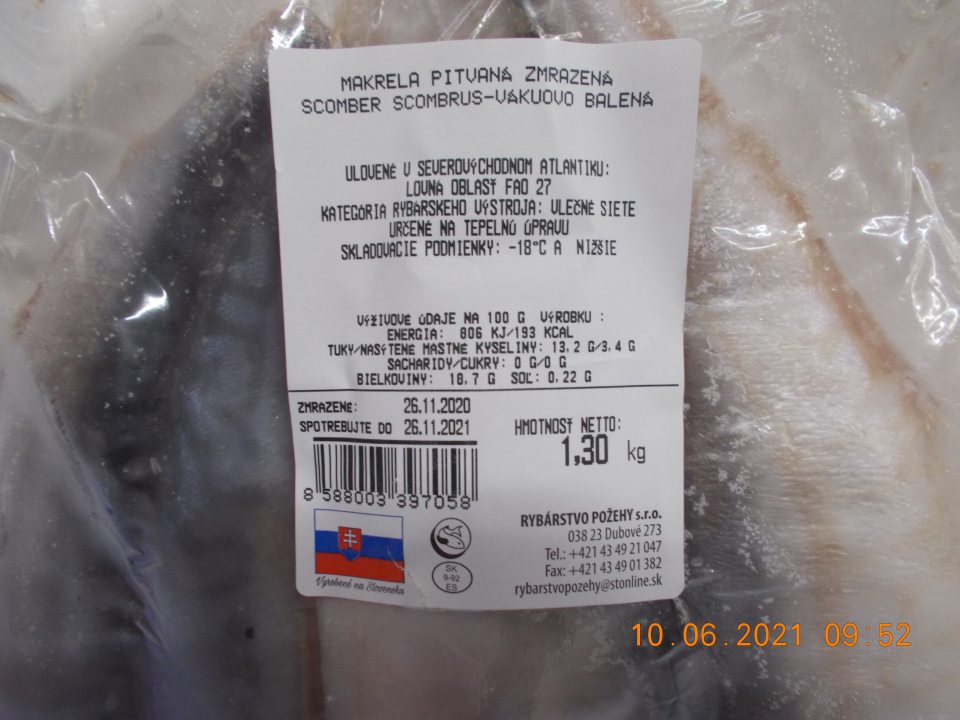 MAKRELA PITVANÁ ZMRAZENÁ
SCOMBER SCOMBRUS-VÁKUOVO BALENÁ
ULOVENÉ V SEVEROVÝCHODNOM ATLANTIKU:
LOVNÁ OBLASŤ FAO 27
KATEGÓRIA RYBÁRSKEHO VÝSTROJA: VLEČNÉ SIETE
URČENÉ NA TEPELNÚ ÚPRAVU
SKLADOVACIE PODMIENKY: -18°C A NIŽŠIE
VÝŽIVOVÉ ÚDAJE NA 100 G VÝROBKU :
ENERGIA: 806 KJ/193 KCAL
TUKY/NASÝTENÉ MASTNÉ KYSELINY: 13,2 G/3,4 G
SACHARIDY/CUKRY: 0 G/0 G
BIELKOVINY: 18,7 G SOĽ: 0,22 G
ZMRAZENÉ: 26.11.2020
SPOTREBUJTE DO 26.11.2021
HMOTNOSŤ NETTO:
1,30 kg
8 588003 397058
Vyrobené na Slovensku
SK
9-92
ES
RYBÁRSTVO POŽEHY s.r.o.
038 23 Dubové 273
Tel.: +421 43 49 21 047
Fax: +421 43 49 01 382
rybarstvopozehy@stonline.sk
10.06.2021 09:52